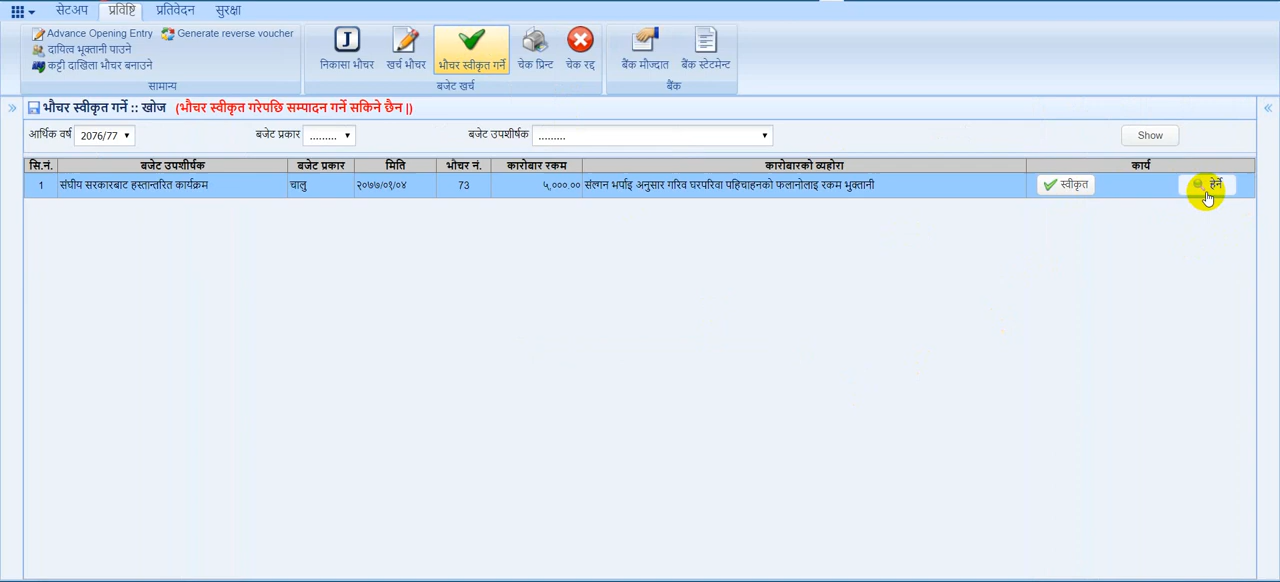 सेटअप प्रविष्टि प्रतिवेदन सुरक्षा
Advance Opening Entry Generate reverse voucher
दायित्व भूक्तानी पाउने
कट्टी दाखिला भौचर बनाउने
सामान्य
निकासा भौचर खर्च भौचर भौचर स्वीकृत गर्ने चेक प्रिन्ट चेक रद्द
बजेट खर्च
बैंक मौज्दात बैंक स्टेटमेन्ट
बैंक
भौचर स्वीकृत गर्ने :: खोज (भौचर स्वीकृत गरेपछि सम्पादन गर्न सकिने छैन |)
आर्थिक वर्ष 2076/77 बजेट प्रकार ......... बजेट उपशीर्षक ......... Show
सि.नं. बजेट उपशीर्षक बजेट प्रकार मिति भौचर नं. कारोबार रकम कारोबारको व्यहोरा कार्य
1 संघीय सरकारबाट हस्तान्तरित कार्यक्रम चालु २०७७/०१/०४ 73 ५,०००.०० संलग्न भर्पाइ अनुसार गरिव घरपरिवा पहिचाहनको फलानोलाइ रकम भुक्तानी स्वीकृत हेर्ने